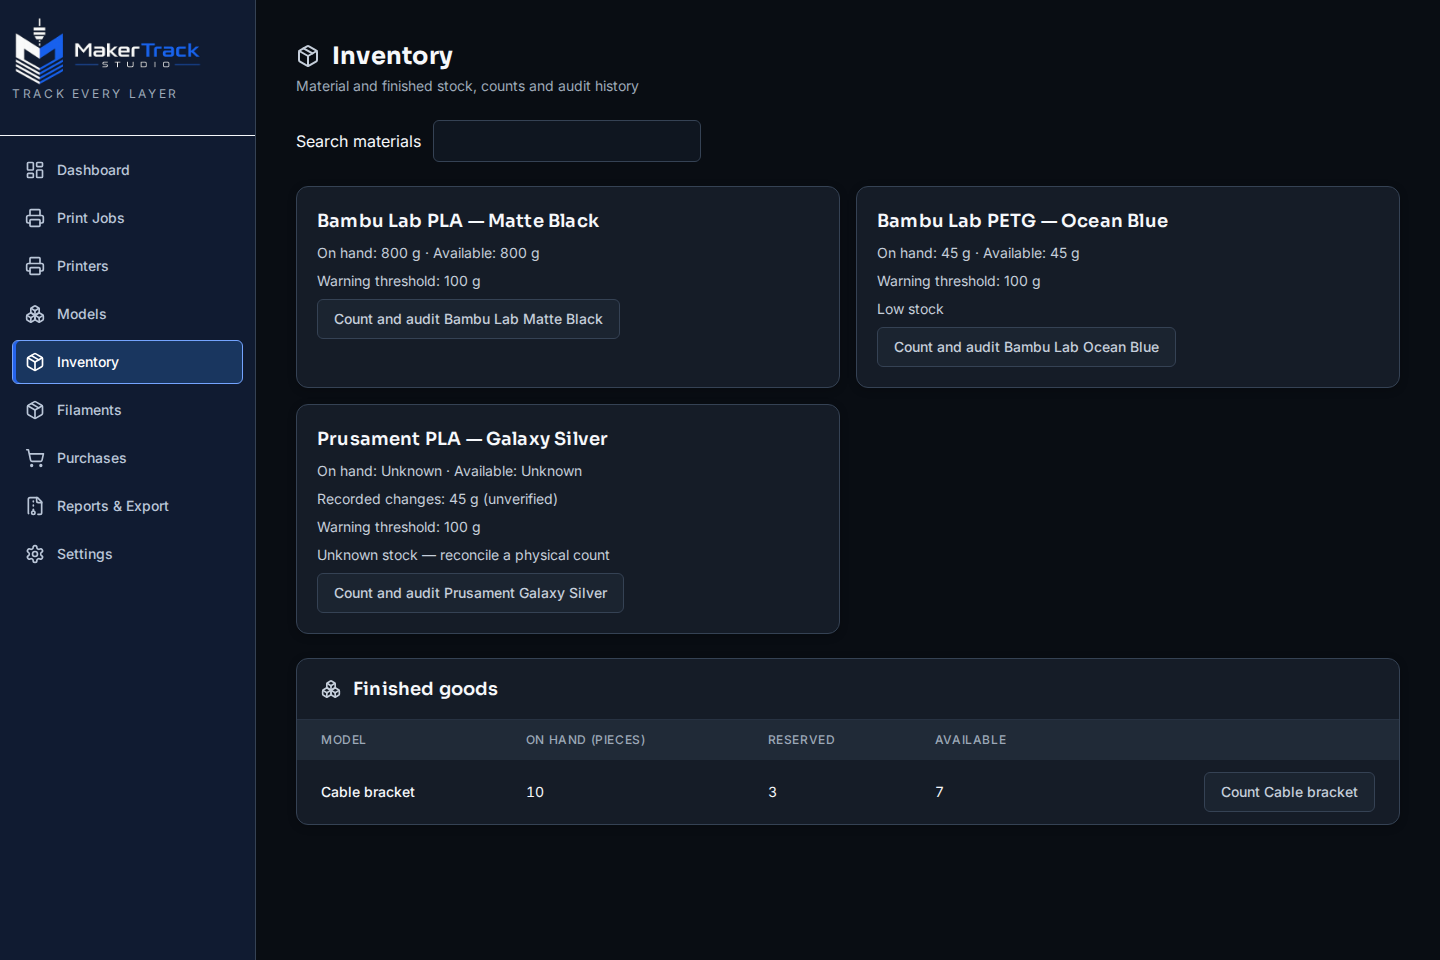 MakerTrack
STUDIO
TRACK EVERY LAYER
Dashboard
Print Jobs
Printers
Models
Inventory
Filaments
Purchases
Reports & Export
Settings
Inventory
Material and finished stock, counts and audit history
Search materials
Bambu Lab PLA — Matte Black
On hand: 800 g · Available: 800 g
Warning threshold: 100 g
Count and audit Bambu Lab Matte Black
Bambu Lab PETG — Ocean Blue
On hand: 45 g · Available: 45 g
Warning threshold: 100 g
Low stock
Count and audit Bambu Lab Ocean Blue
Prusament PLA — Galaxy Silver
On hand: Unknown · Available: Unknown
Recorded changes: 45 g (unverified)
Warning threshold: 100 g
Unknown stock — reconcile a physical count
Count and audit Prusament Galaxy Silver
Finished goods
MODEL ON HAND (PIECES) RESERVED AVAILABLE
Cable bracket 10 3 7 Count Cable bracket